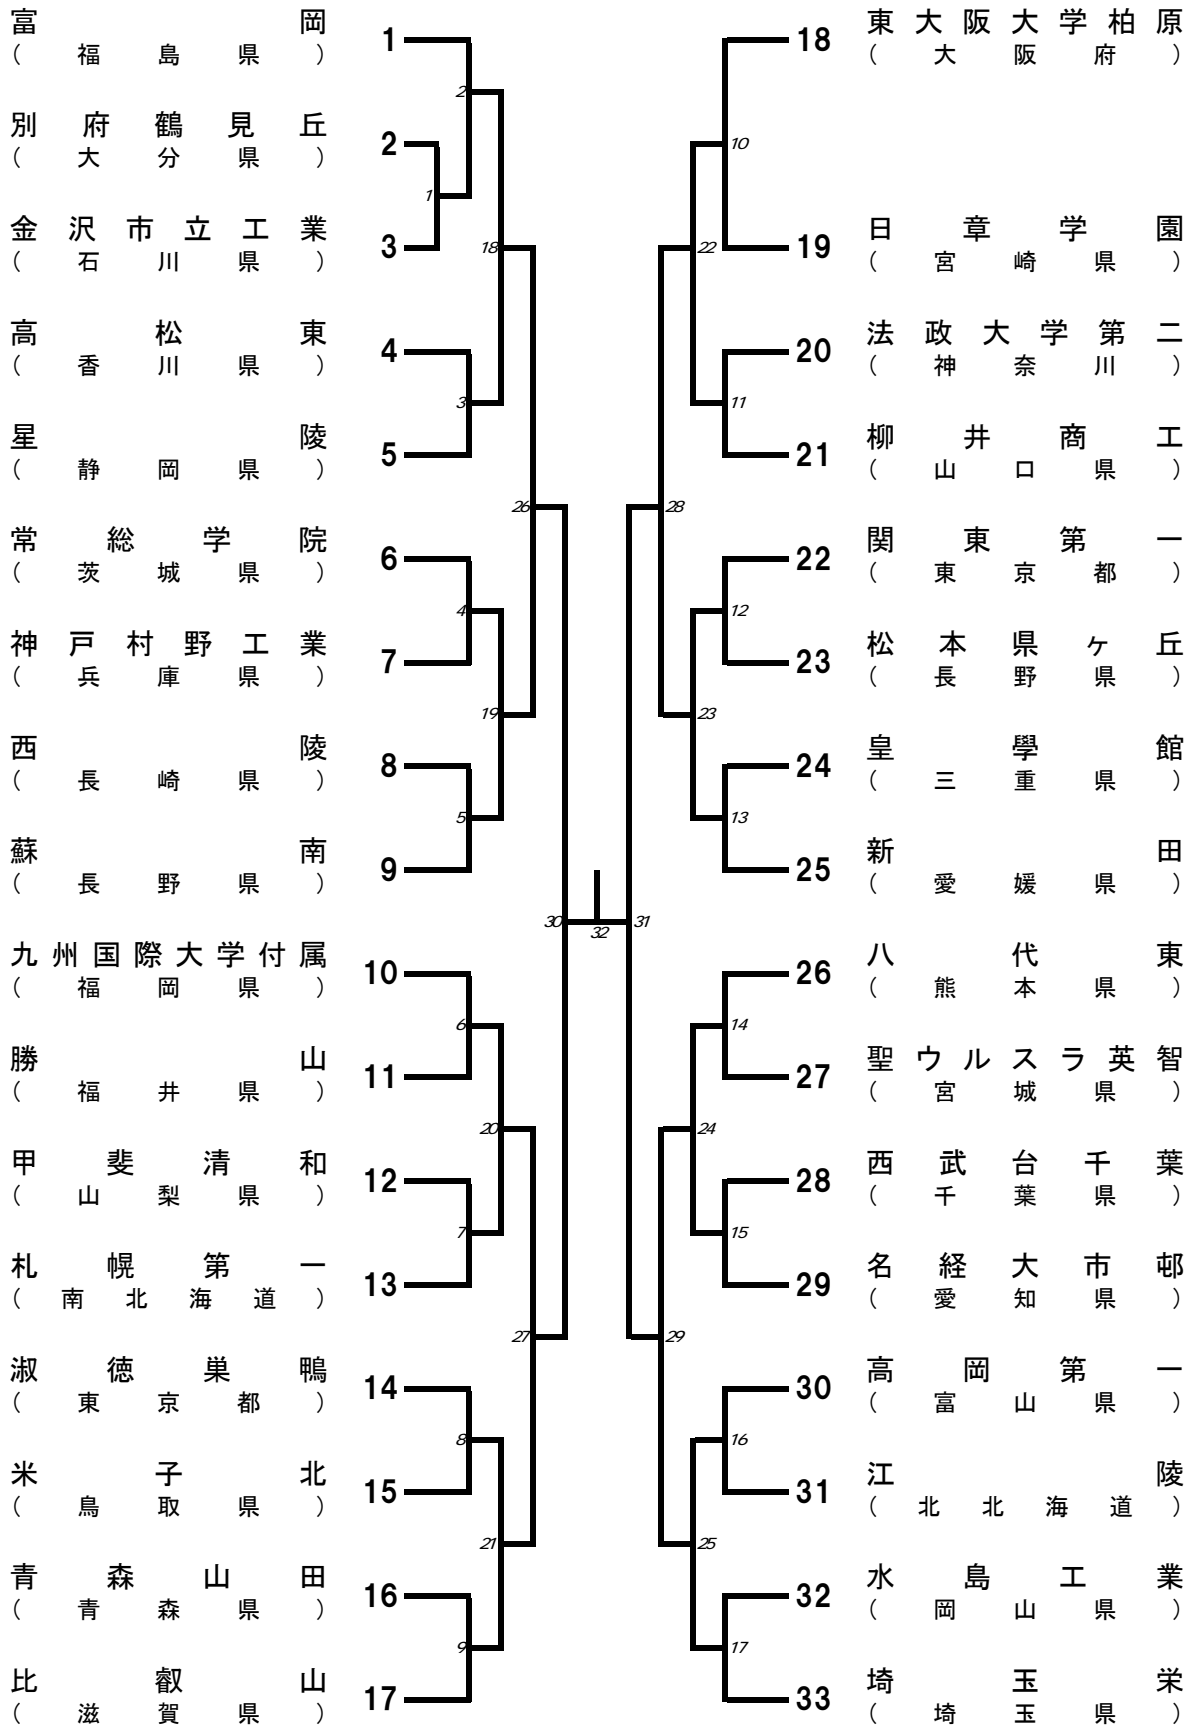 富岡
(福島県)
1
別府鶴見丘
(大分県)
2
金沢市立工業
(石川県)
3
高松東
(香川県)
4
星陵
(静岡県)
5
常総学院
(茨城県)
6
神戸村野工業
(兵庫県)
7
西陵
(長崎県)
8
蘇南
(長野県)
9
九州国際大学付属
(福岡県)
10
勝山
(福井県)
11
甲斐清和
(山梨県)
12
札幌第一
(南北海道)
13
淑徳巣鴨
(東京都)
14
米子北
(鳥取県)
15
青森山田
(青森県)
16
比叡山
(滋賀県)
17
2
1
18
3
26
4
19
5
30
6
20
7
27
8
21
9
32
31
10
22
11
28
12
23
13
14
24
15
29
16
25
17
18
東大阪大学柏原
(大阪府)
19
日章学園
(宮崎県)
20
法政大学第二
(神奈川)
21
柳井商工
(山口県)
22
関東第一
(東京都)
23
松本県ヶ丘
(長野県)
24
皇學館
(三重県)
25
新田
(愛媛県)
26
八代東
(熊本県)
27
聖ウルスラ英智
(宮城県)
28
西武台千葉
(千葉県)
29
名経大市邨
(愛知県)
30
高岡第一
(富山県)
31
江陵
(北北海道)
32
水島工業
(岡山県)
33
埼玉栄
(埼玉県)